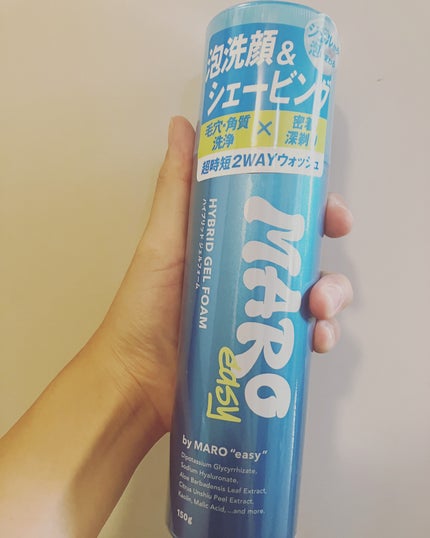 泡洗顔&
シェービング
毛穴・角質
洗浄
×
深剃り
超時短2WAYウォッシュ
HYBRID GEL FOAM
ハイブリッド ジェルフォーム
MARO
easy
by MARO "easy"
Dipotassium Glycyrrhizate,
Sodium Hyaluronate,
Aloe Barbadensis Leaf Extract,
Citrus Unshiu Peel Extract,
Kaolin, Malic Acid, ...and more.
150g